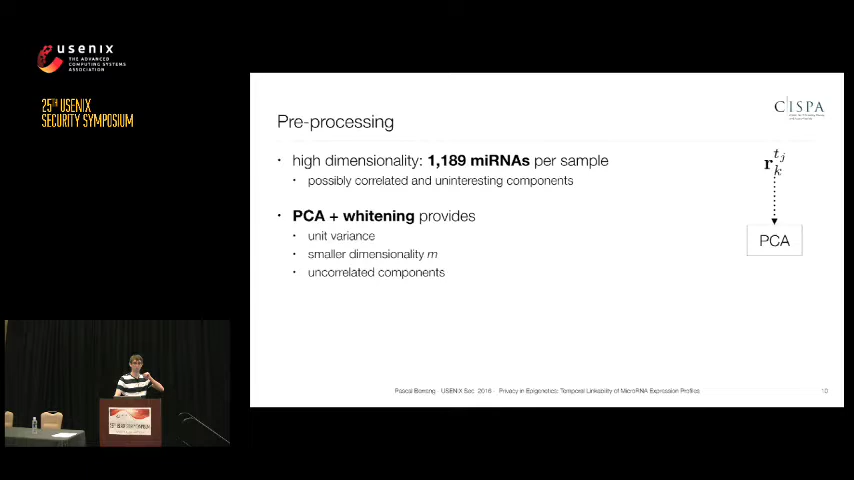 usenix
THE ADVANCED
COMPUTING SYSTEMS
ASSOCIATION
25TH USENIX
SECURITY SYMPOSIUM
CISPA
Pre-processing
• high dimensionality: 1,189 miRNAs per sample
• possibly correlated and uninteresting components
• PCA + whitening provides
• unit variance
• smaller dimensionality m
• uncorrelated components
r_k^{t_j}
PCA
Pascal Berrang - USENIX Sec 2016 - Privacy in Epigenetics: Temporal Linkability of MicroRNA Expression Profiles
10